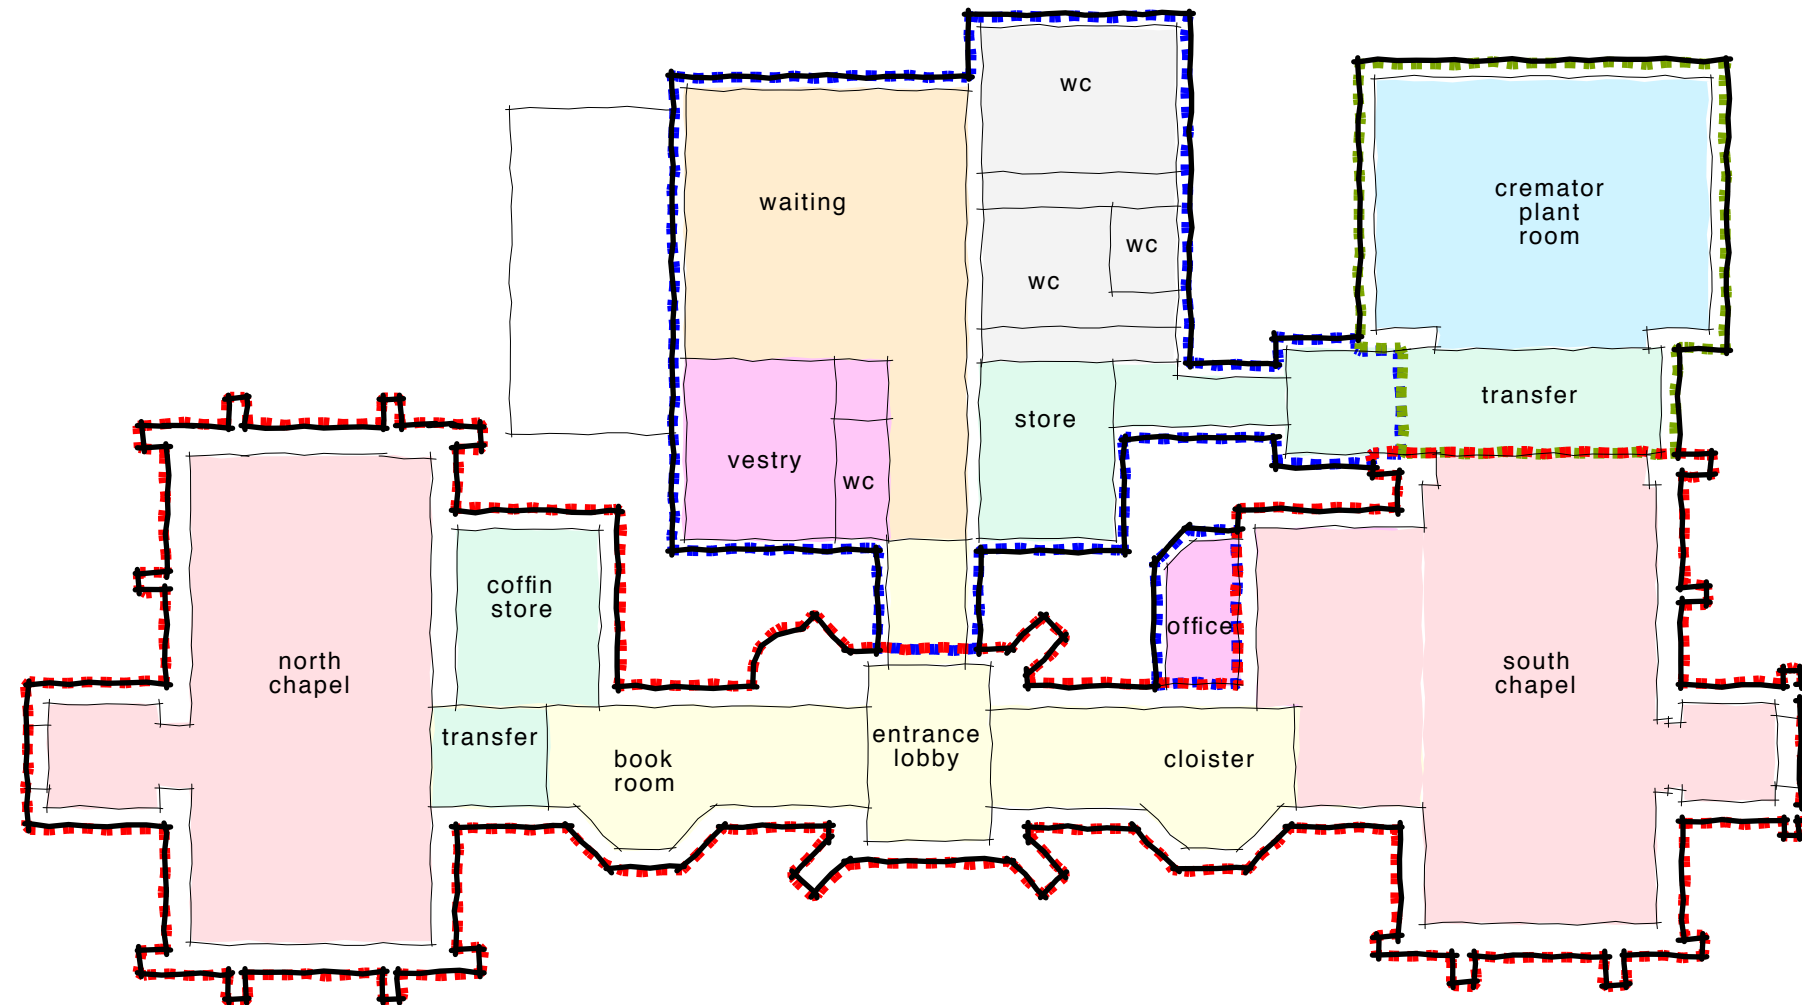 wc
waiting
cremator
plant
room
wc
wc
transfer
store
vestry
wc
coffin
store
office
north
chapel
south
chapel
transfer
entrance
lobby
book
room
cloister